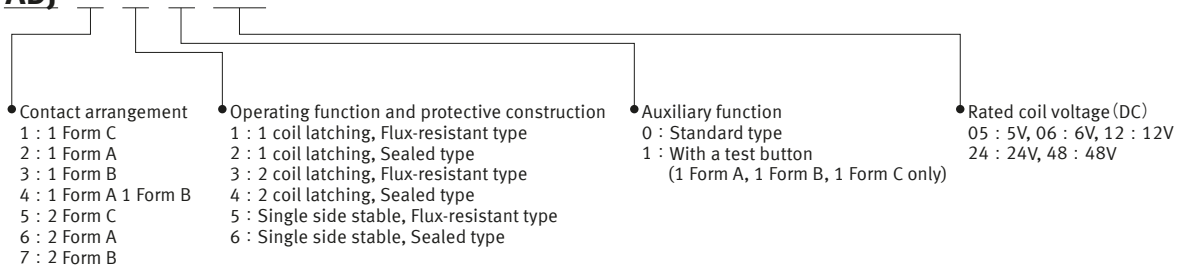 Contact arrangement
1 : 1 Form C
2 : 1 Form A
3 : 1 Form B
4 : 1 Form A 1 Form B
5 : 2 Form C
6 : 2 Form A
7 : 2 Form B
Operating function and protective construction
1 : 1 coil latching, Flux-resistant type
2 : 1 coil latching, Sealed type
3 : 2 coil latching, Flux-resistant type
4 : 2 coil latching, Sealed type
5 : Single side stable, Flux-resistant type
6 : Single side stable, Sealed type
Auxiliary function
0 : Standard type
1 : With a test button
(1 Form A, 1 Form B, 1 Form C only)
Rated coil voltage (DC)
05 : 5V, 06 : 6V, 12 : 12V
24 : 24V, 48 : 48V